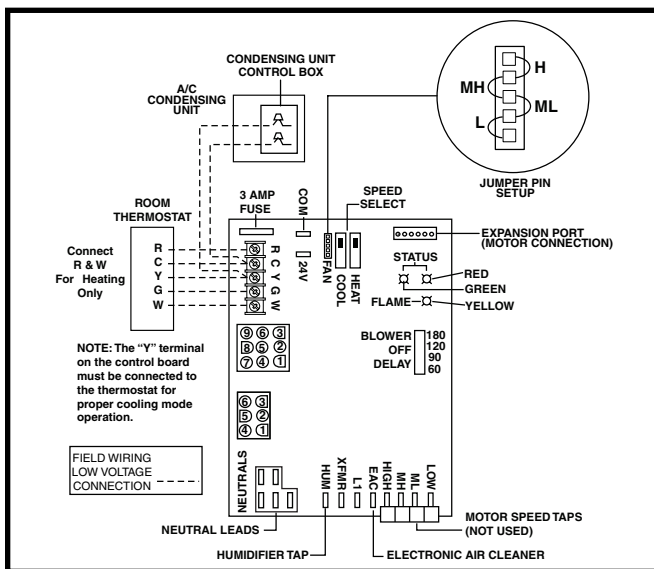 CONDENSING UNIT
CONTROL BOX
A/C
CONDENSING
UNIT
H
MH
ML
L
JUMPER PIN
SETUP
ROOM
THERMOSTAT
3 AMP
FUSE
COM
SPEED
SELECT
EXPANSION PORT
(MOTOR CONNECTION)
Connect
R & W
For Heating
Only
R
C
Y
G
W
R
C
Y
G
W
24V
FAN
COOL
HEAT
STATUS
RED
GREEN
FLAME
YELLOW
BLOWER
OFF
DELAY
180
120
90
60
NOTE: The “Y” terminal
on the control board
must be connected to
the thermostat for
proper cooling mode
operation.
9 6 3
8 5 2
7 4 1
6 3
5 2
4 1
FIELD WIRING
LOW VOLTAGE
CONNECTION
NEUTRALS
HUM
XFMR
L1
EAC
HIGH
MH
ML
LOW
NEUTRAL LEADS
MOTOR SPEED TAPS
(NOT USED)
HUMIDIFIER TAP
ELECTRONIC AIR CLEANER